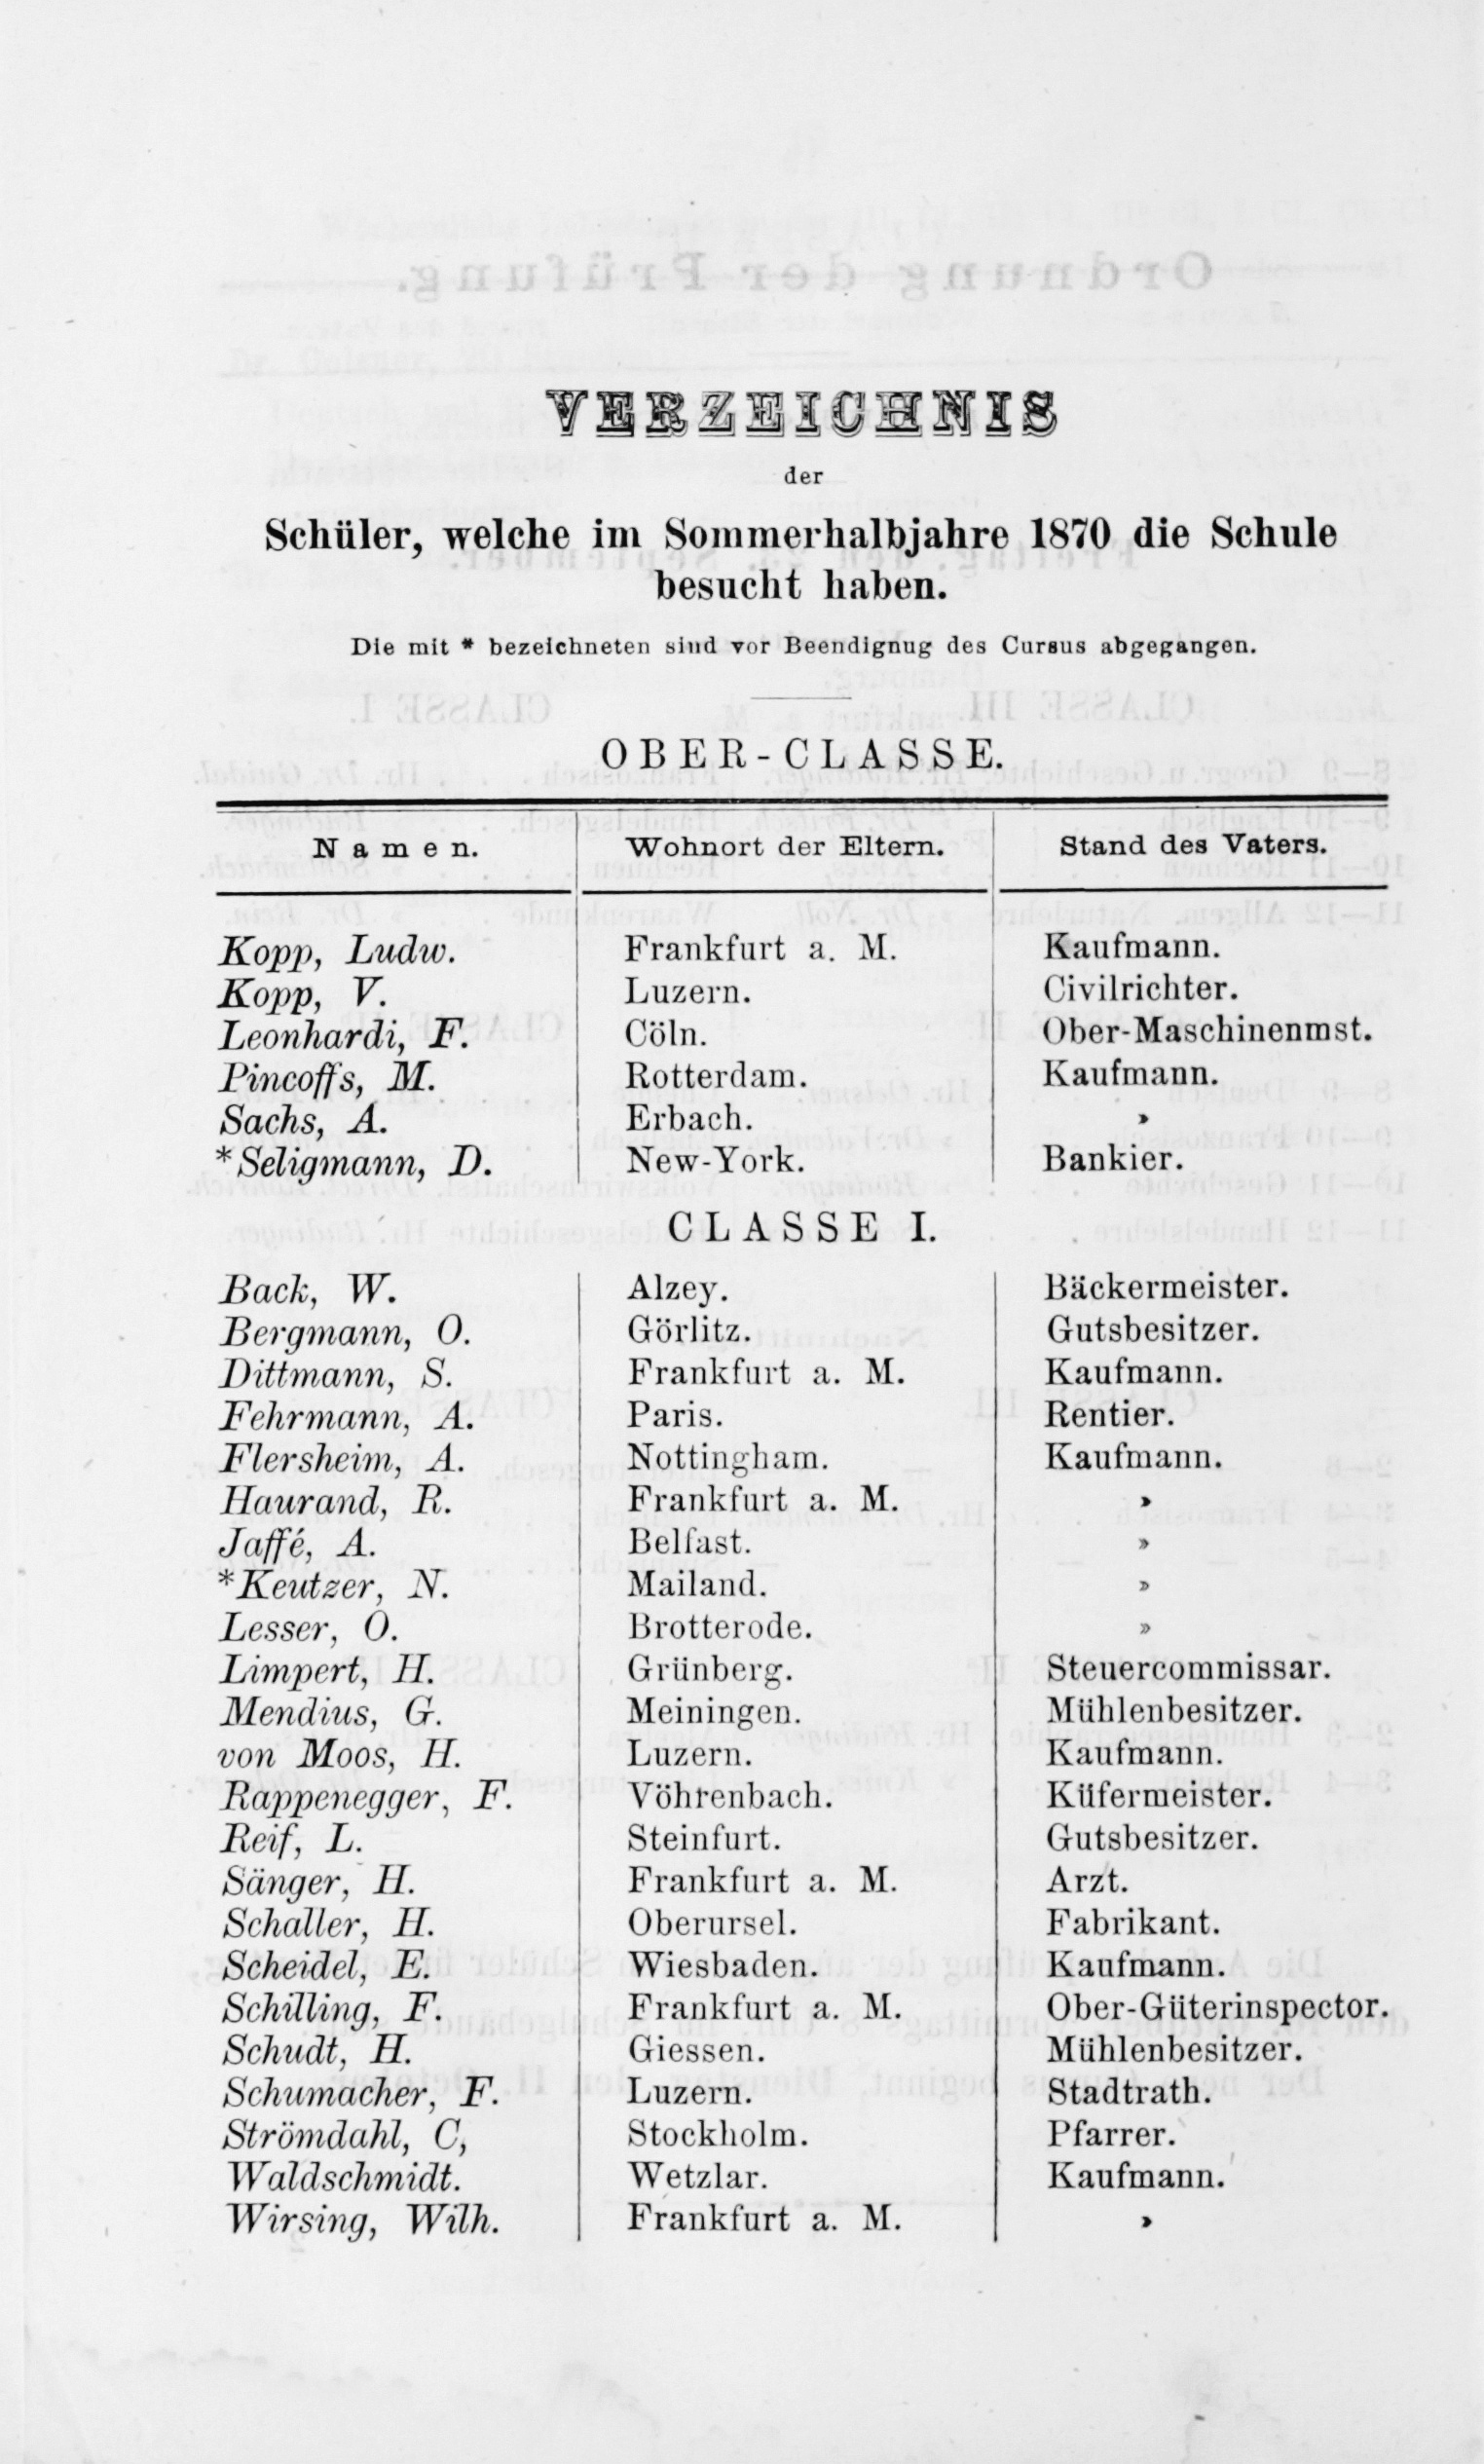 VERZEICHNIS
der
Schüler, welche im Sommerhalbjahre 1870 die Schule
besucht haben.
Die mit * bezeichneten sind vor Beendignug des Cursus abgegangen.
OBER-CLASSE.
Namen. Wohnort der Eltern. Stand des Vaters.
Kopp, Ludw. Frankfurt a. M. Kaufmann.
Kopp, V. Luzern. Civilrichter.
Leonhardi, F. Cöln. Ober-Maschinenmst.
Pincoffs, M. Rotterdam. Kaufmann.
Sachs, A. Erbach. »
*Seligmann, D. New-York. Bankier.
CLASSE I.
Back, W. Alzey. Bäckermeister.
Bergmann, O. Görlitz. Gutsbesitzer.
Dittmann, S. Frankfurt a. M. Kaufmann.
Fehrmann, A. Paris. Rentier.
Flersheim, A. Nottingham. Kaufmann.
Haurand, R. Frankfurt a. M. »
Jaffé, A. Belfast. »
*Keutzer, N. Mailand. »
Lesser, O. Brotterode. »
Limpert, H. Grünberg. Steuercommissar.
Mendius, G. Meiningen. Mühlenbesitzer.
von Moos, H. Luzern. Kaufmann.
Rappenegger, F. Vöhrenbach. Küfermeister.
Reif, L. Steinfurt. Gutsbesitzer.
Sänger, H. Frankfurt a. M. Arzt.
Schaller, H. Oberursel. Fabrikant.
Scheidel, E. Wiesbaden. Kaufmann.
Schilling, F. Frankfurt a. M. Ober-Güterinspector.
Schudt, H. Giessen. Mühlenbesitzer.
Schumacher, F. Luzern. Stadtrath.
Strömdahl, C, Stockholm. Pfarrer.
Waldschmidt. Wetzlar. Kaufmann.
Wirsing, Wilh. Frankfurt a. M. »